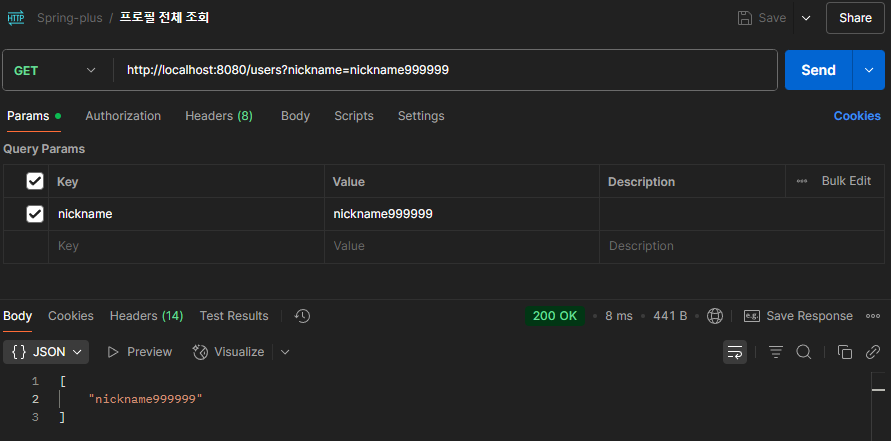 HTTP Spring-plus / 프로필 전체 조회 Save Share
GET http://localhost:8080/users?nickname=nickname999999 Send
Params Authorization Headers (8) Body Scripts Settings Cookies
Query Params
Key Value Description Bulk Edit
nickname nickname999999
Key Value Description
Body Cookies Headers (14) Test Results 200 OK • 8 ms • 441 B e.g. Save Response
{} JSON Preview Visualize
1 [
2 "nickname999999"
3 ]